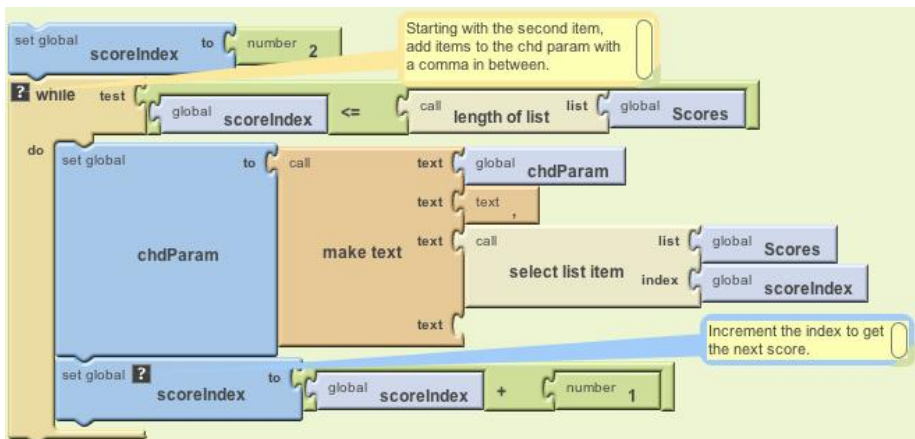 set global scoreIndex to number 2
Starting with the second item,
add items to the chd param with
a comma in between.
? while test global scoreIndex <= call length of list list global Scores
do
set global chdParam to call make text text global chdParam
text text ,
text call select list item list global Scores
index global scoreIndex
text
Increment the index to get
the next score.
set global ? scoreIndex to global scoreIndex + number 1